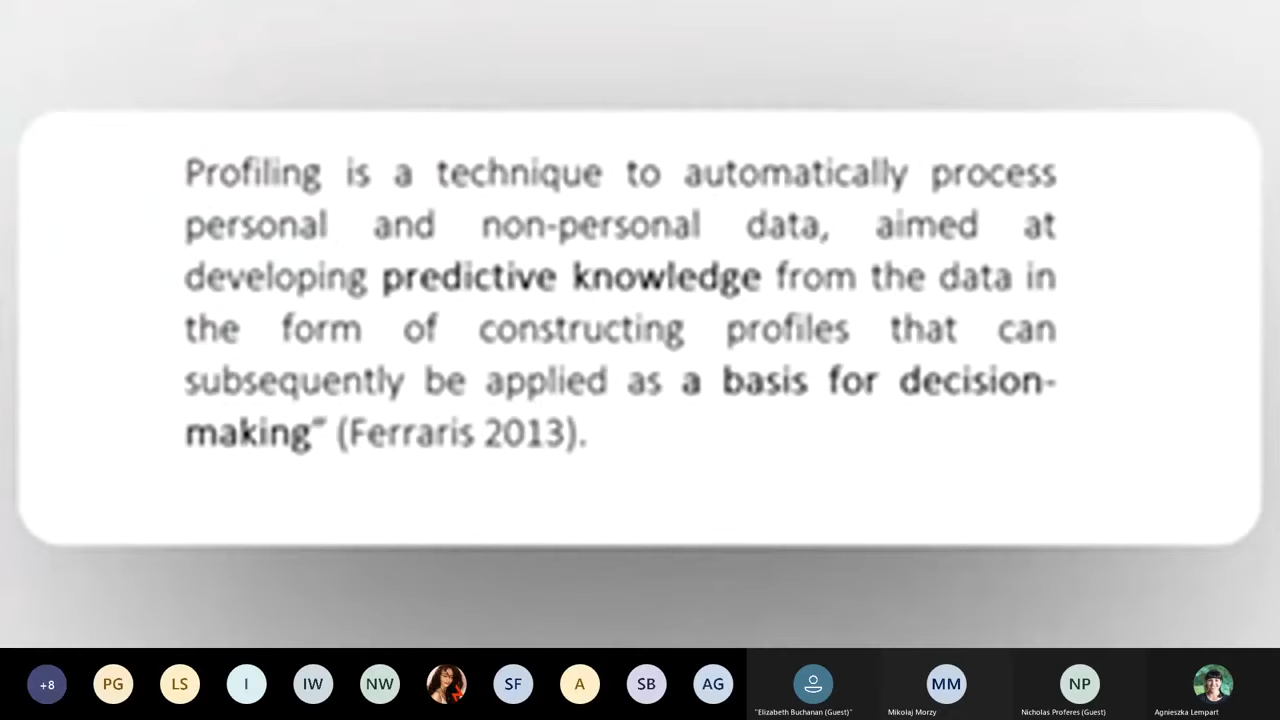 Profiling is a technique to automatically process
personal and non-personal data, aimed at
developing predictive knowledge from the data in
the form of constructing profiles that can
subsequently be applied as a basis for decision-
making” (Ferraris 2013).
+8
PG
LS
I
IW
NW
SF
A
SB
AG
MM
NP
"Elizabeth Buchanan (Guest)"
Mikołaj Morzy
Nicholas Proferes (Guest)
Agnieszka Lempart